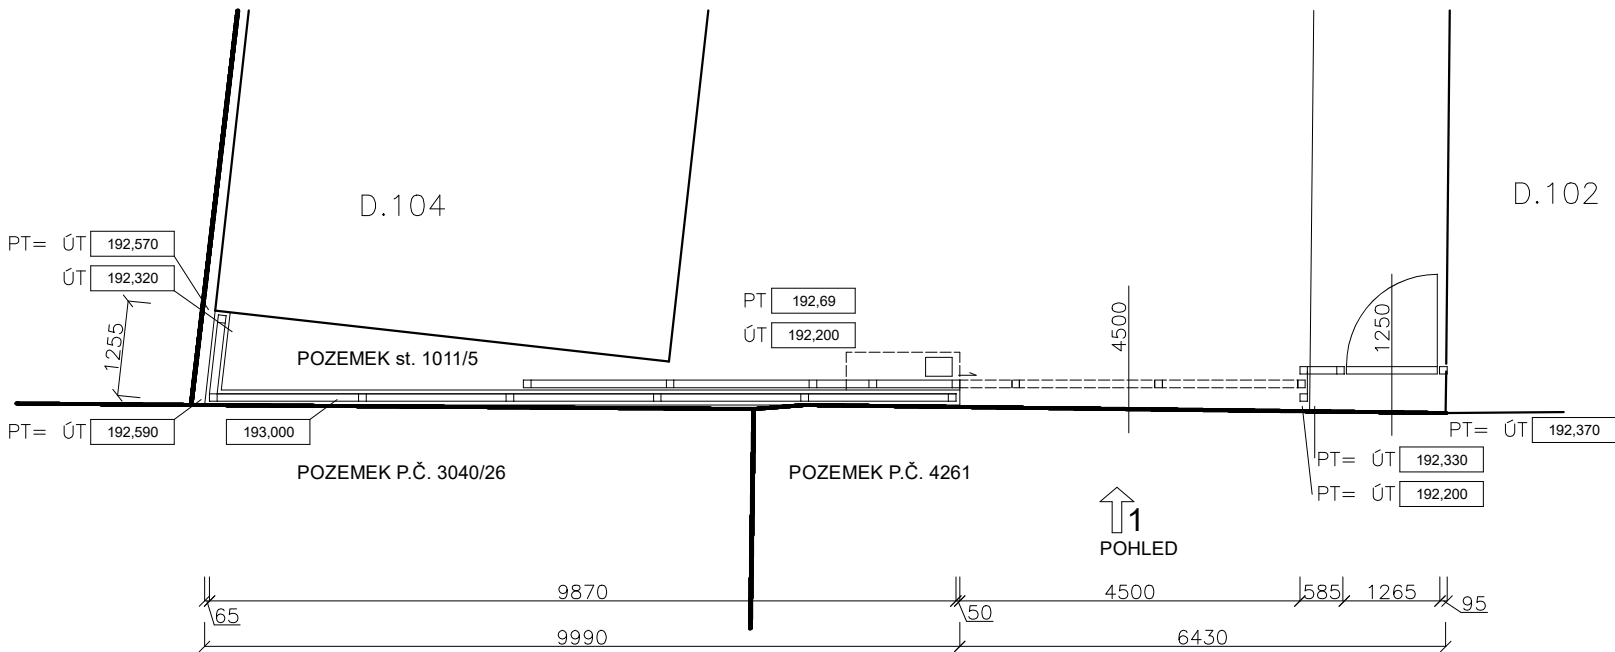 D.104
D.102
PT= ÚT 192,570
ÚT 192,320
1255
POZEMEK st. 1011/5
PT 192,69
ÚT 192,200
4500
1250
PT= ÚT 192,590
193,000
PT= ÚT 192,370
POZEMEK P.Č. 3040/26
POZEMEK P.Č. 4261
PT= ÚT 192,330
PT= ÚT 192,200
1
POHLED
9870
4500
585
1265
65
50
95
9990
6430